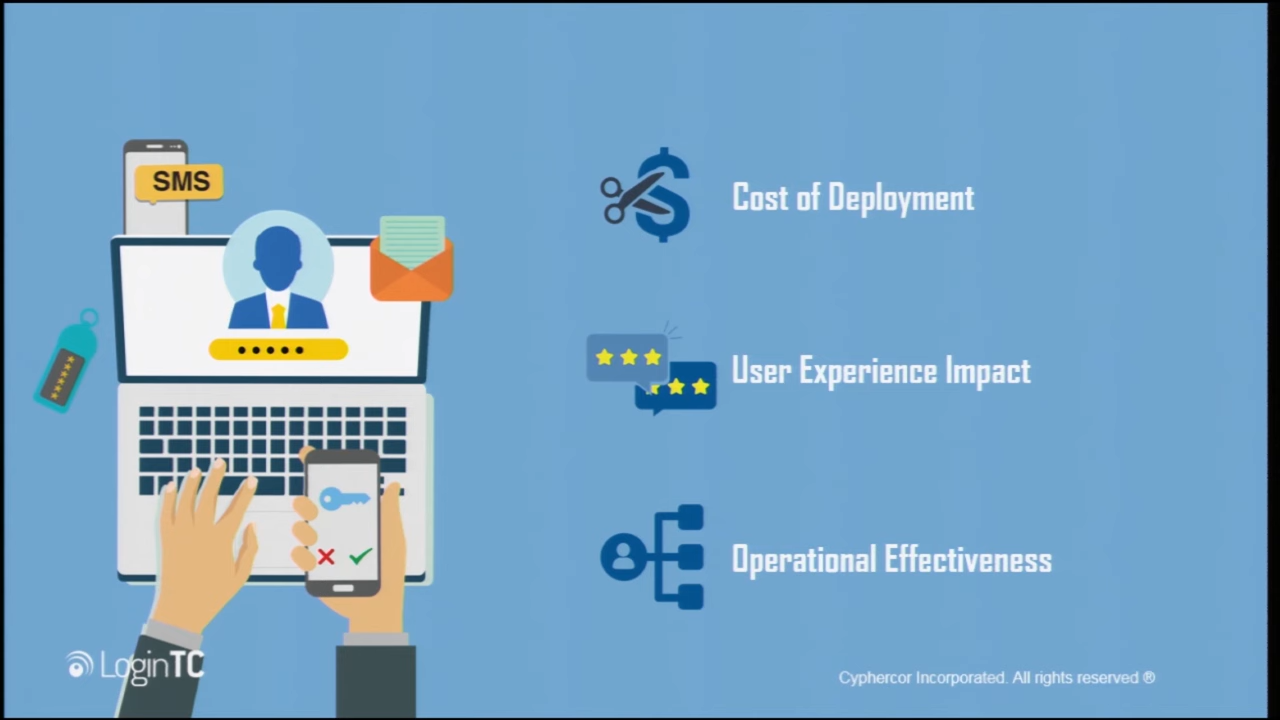 SMS
Cost of Deployment
User Experience Impact
Operational Effectiveness
LoginTC
Cyphercor Incorporated. All rights reserved ®